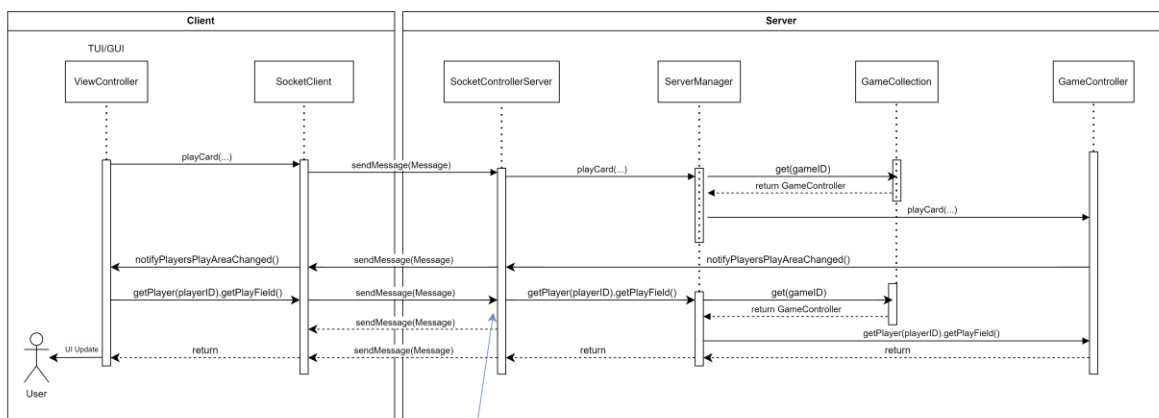 Client
Server
TUI/GUI
ViewController
SocketClient
SocketControllerServer
ServerManager
GameCollection
GameController
playCard(...)
sendMessage(Message)
playCard(...)
get(gameID)
return GameController
playCard(...)
notifyPlayersPlayAreaChanged()
sendMessage(Message)
notifyPlayersPlayAreaChanged()
getPlayer(playerID).getPlayField()
sendMessage(Message)
getPlayer(playerID).getPlayField()
get(gameID)
return GameController
sendMessage(Message)
getPlayer(playerID).getPlayField()
UI Update
return
sendMessage(Message)
return
return
User